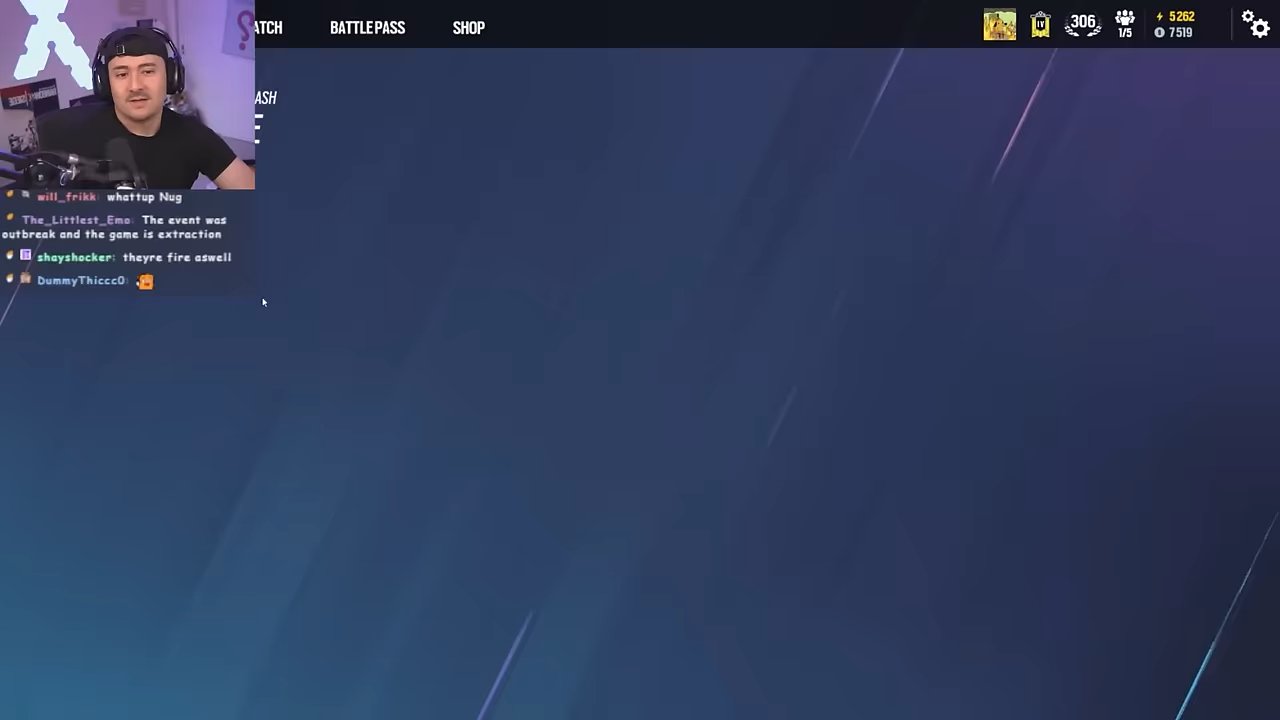 ATCH
BATTLE PASS
SHOP
IV
306
1/5
5262
7519
ASH
E
will_frikk: whattup Nug
The_Littlest_Emo: The event was
outbreak and the game is extraction
shayshocker: theyre fire aswell
DummyThiccc0: